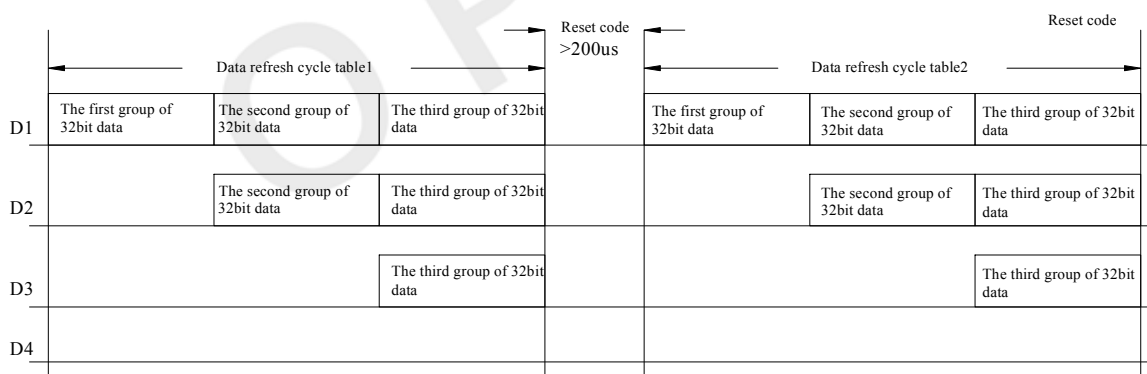 Reset code
Reset code
>200us
Data refresh cycle table1
Data refresh cycle table2
D1
The first group of
32bit data
The second group of
32bit data
The third group of 32bit
data
The first group of
32bit data
The second group of
32bit data
The third group of 32bit
data
D2
The second group of
32bit data
The third group of 32bit
data
The second group of
32bit data
The third group of 32bit
data
D3
The third group of 32bit
data
The third group of 32bit
data
D4